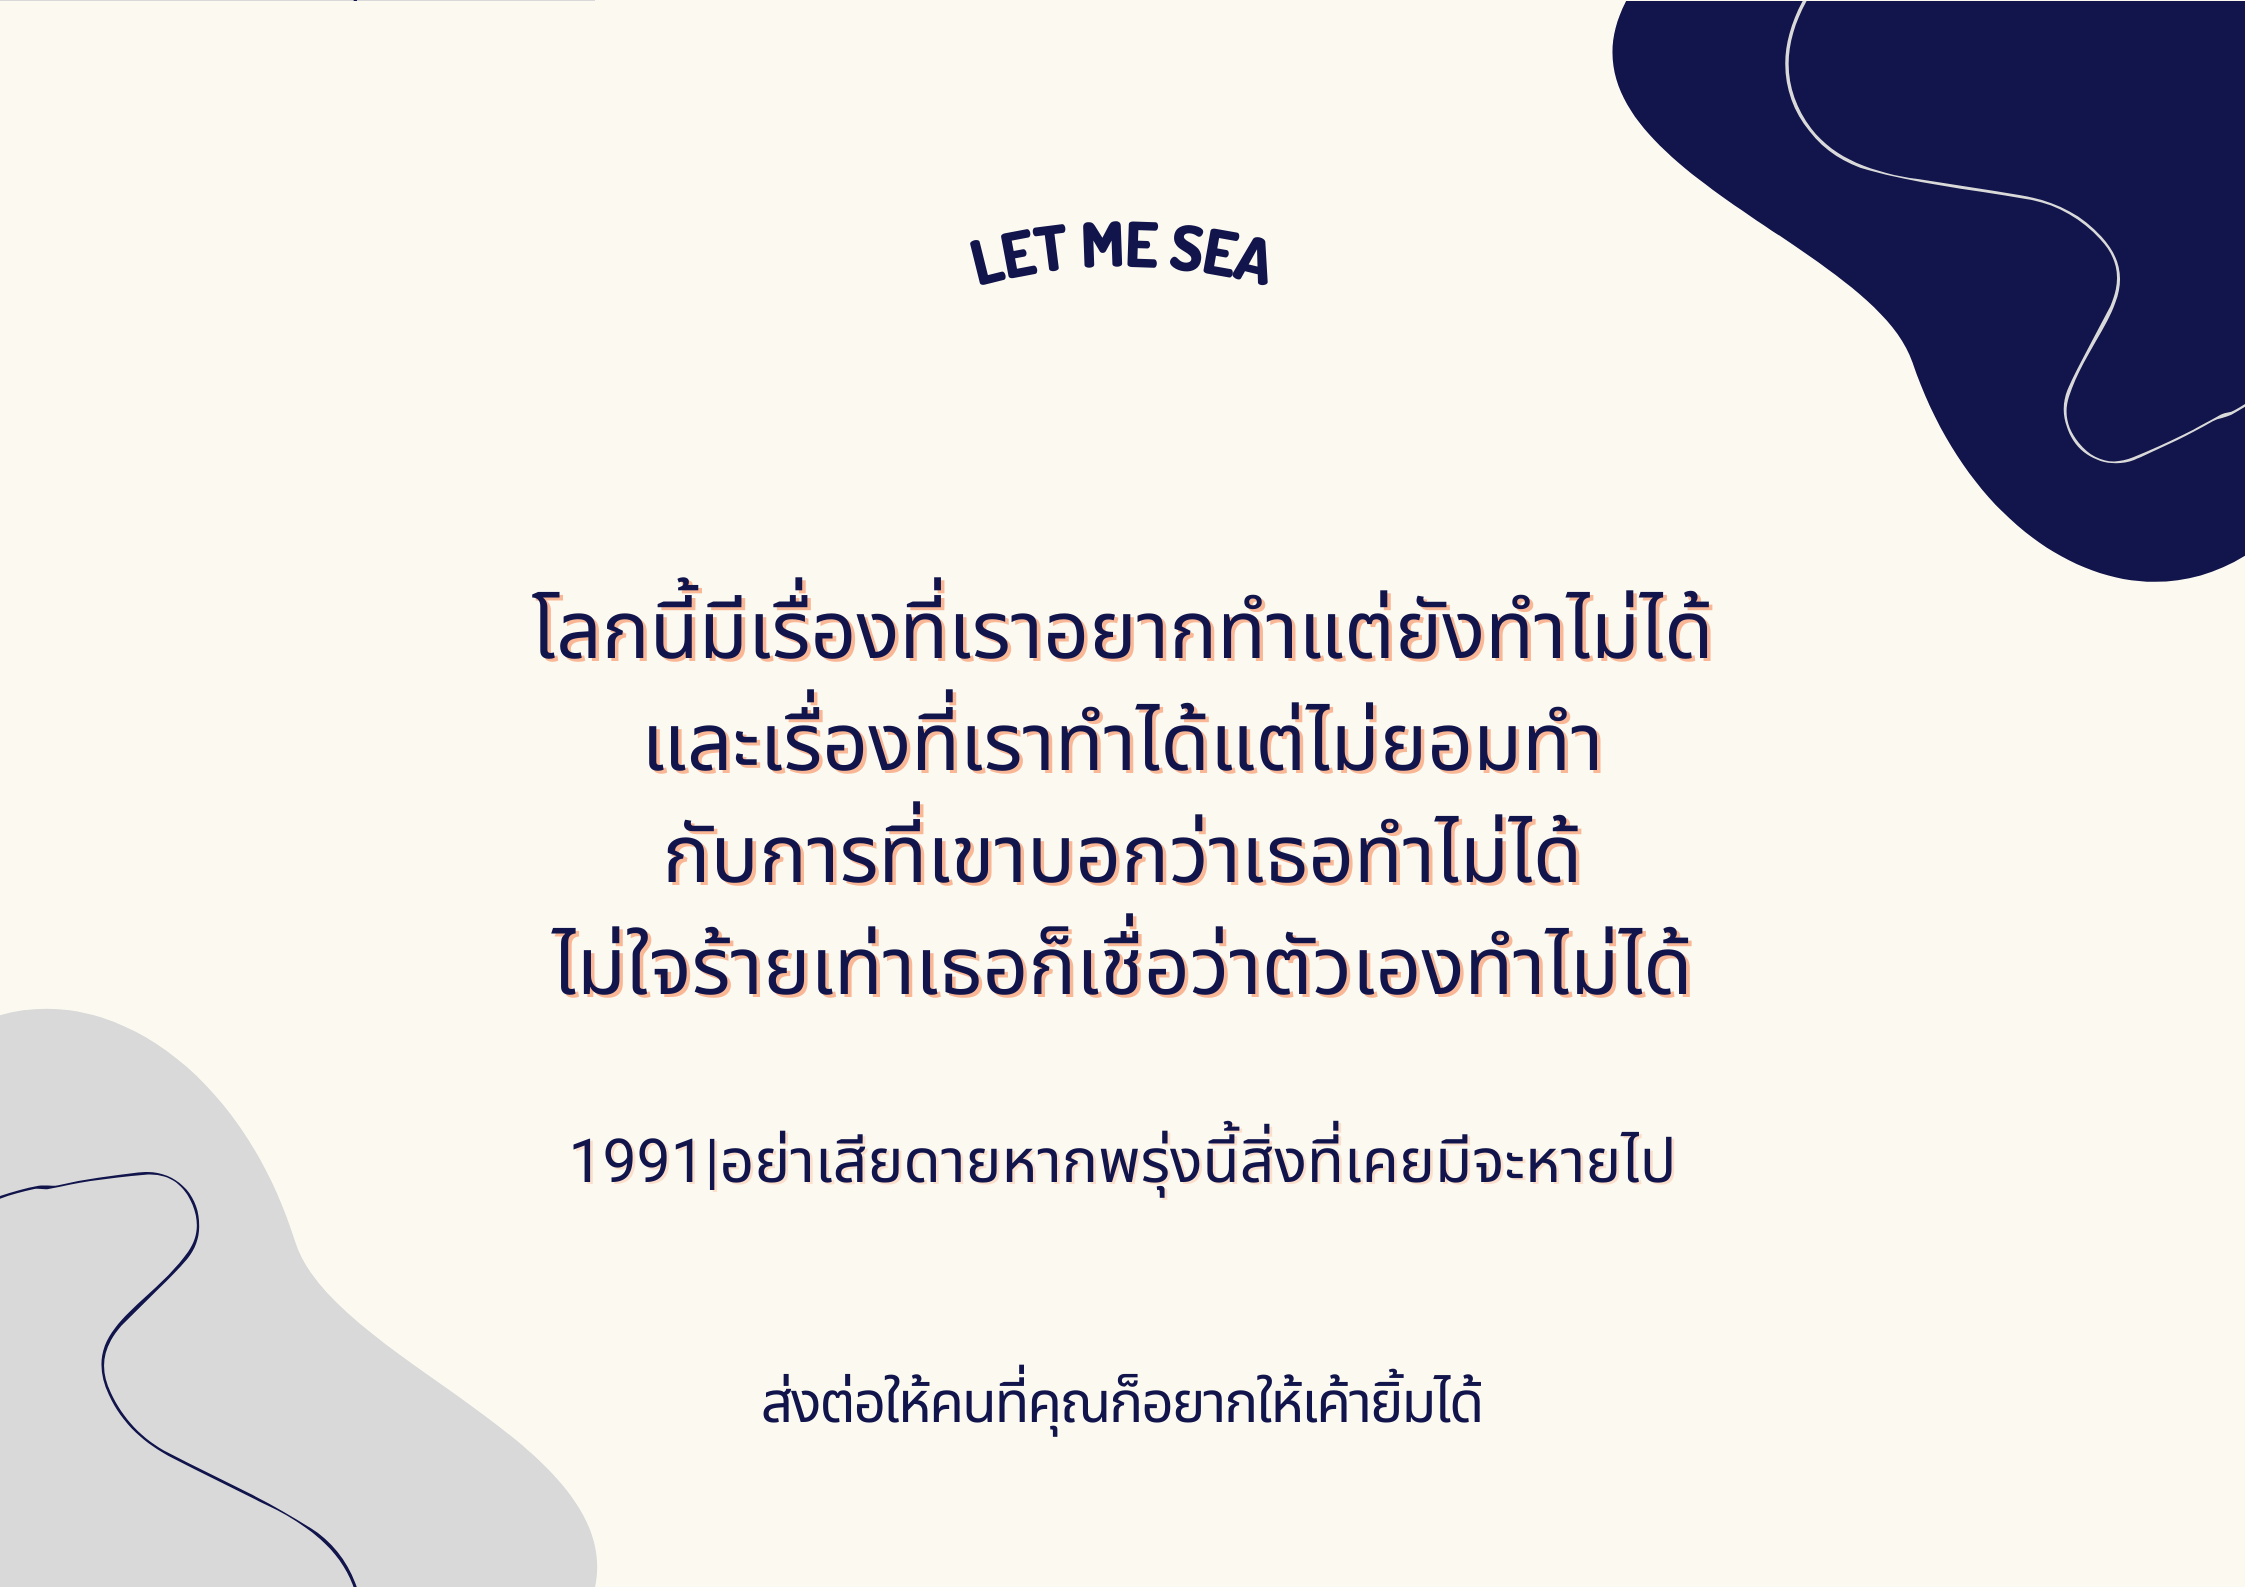 LET ME SEA
โลกนี้มีเรื่องที่เราอยากทำแต่ยังทำไม่ได้
และเรื่องที่เราทำได้แต่ไม่ยอมทำ
กับการที่เขาบอกว่าเธอทำไม่ได้
ไม่ใจร้ายเท่าเธอก็เชื่อว่าตัวเองทำไม่ได้
1991|อย่าเสียดายหากพรุ่งนี้สิ่งที่เคยมีจะหายไป
ส่งต่อให้คนที่คุณก็อยากให้เค้ายิ้มได้